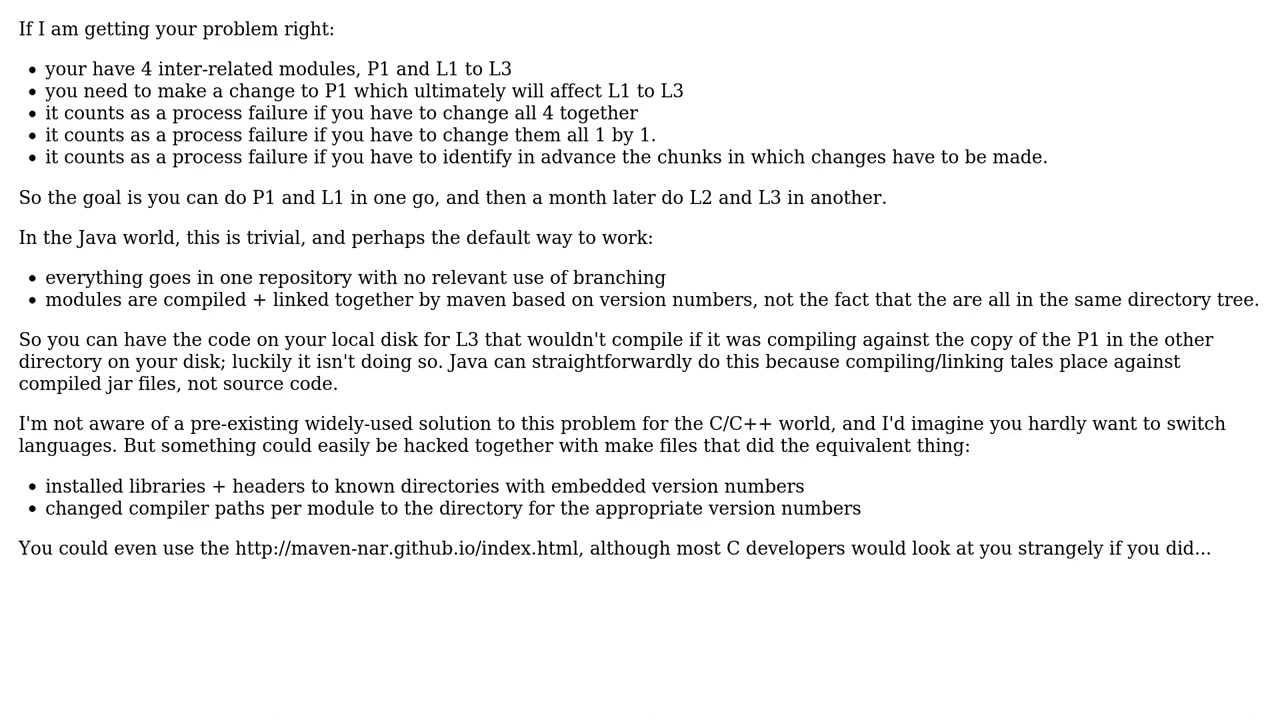 If I am getting your problem right:
• your have 4 inter-related modules, P1 and L1 to L3
• you need to make a change to P1 which ultimately will affect L1 to L3
• it counts as a process failure if you have to change all 4 together
• it counts as a process failure if you have to change them all 1 by 1.
• it counts as a process failure if you have to identify in advance the chunks in which changes have to be made.
So the goal is you can do P1 and L1 in one go, and then a month later do L2 and L3 in another.
In the Java world, this is trivial, and perhaps the default way to work:
• everything goes in one repository with no relevant use of branching
• modules are compiled + linked together by maven based on version numbers, not the fact that the are all in the same directory tree.
So you can have the code on your local disk for L3 that wouldn't compile if it was compiling against the copy of the P1 in the other
directory on your disk; luckily it isn't doing so. Java can straightforwardly do this because compiling/linking tales place against
compiled jar files, not source code.
I'm not aware of a pre-existing widely-used solution to this problem for the C/C++ world, and I'd imagine you hardly want to switch
languages. But something could easily be hacked together with make files that did the equivalent thing:
• installed libraries + headers to known directories with embedded version numbers
• changed compiler paths per module to the directory for the appropriate version numbers
You could even use the http://maven-nar.github.io/index.html, although most C developers would look at you strangely if you did...